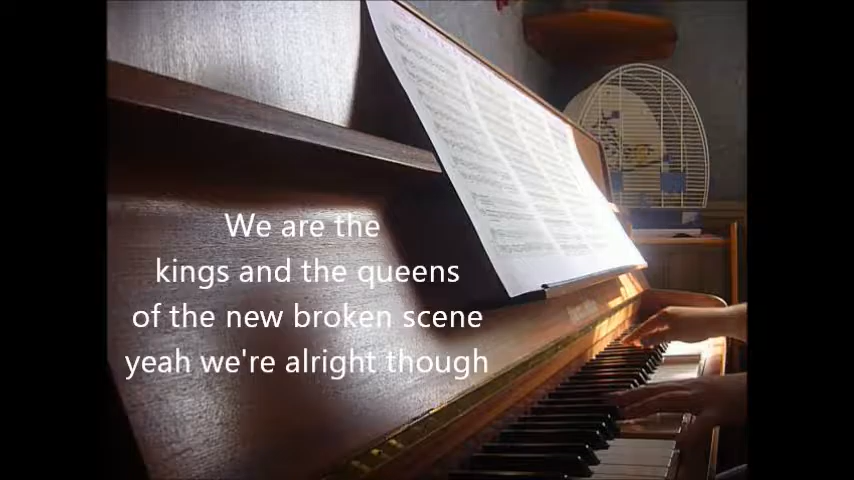 We are the
kings and the queens
of the new broken scene
yeah we're alright though